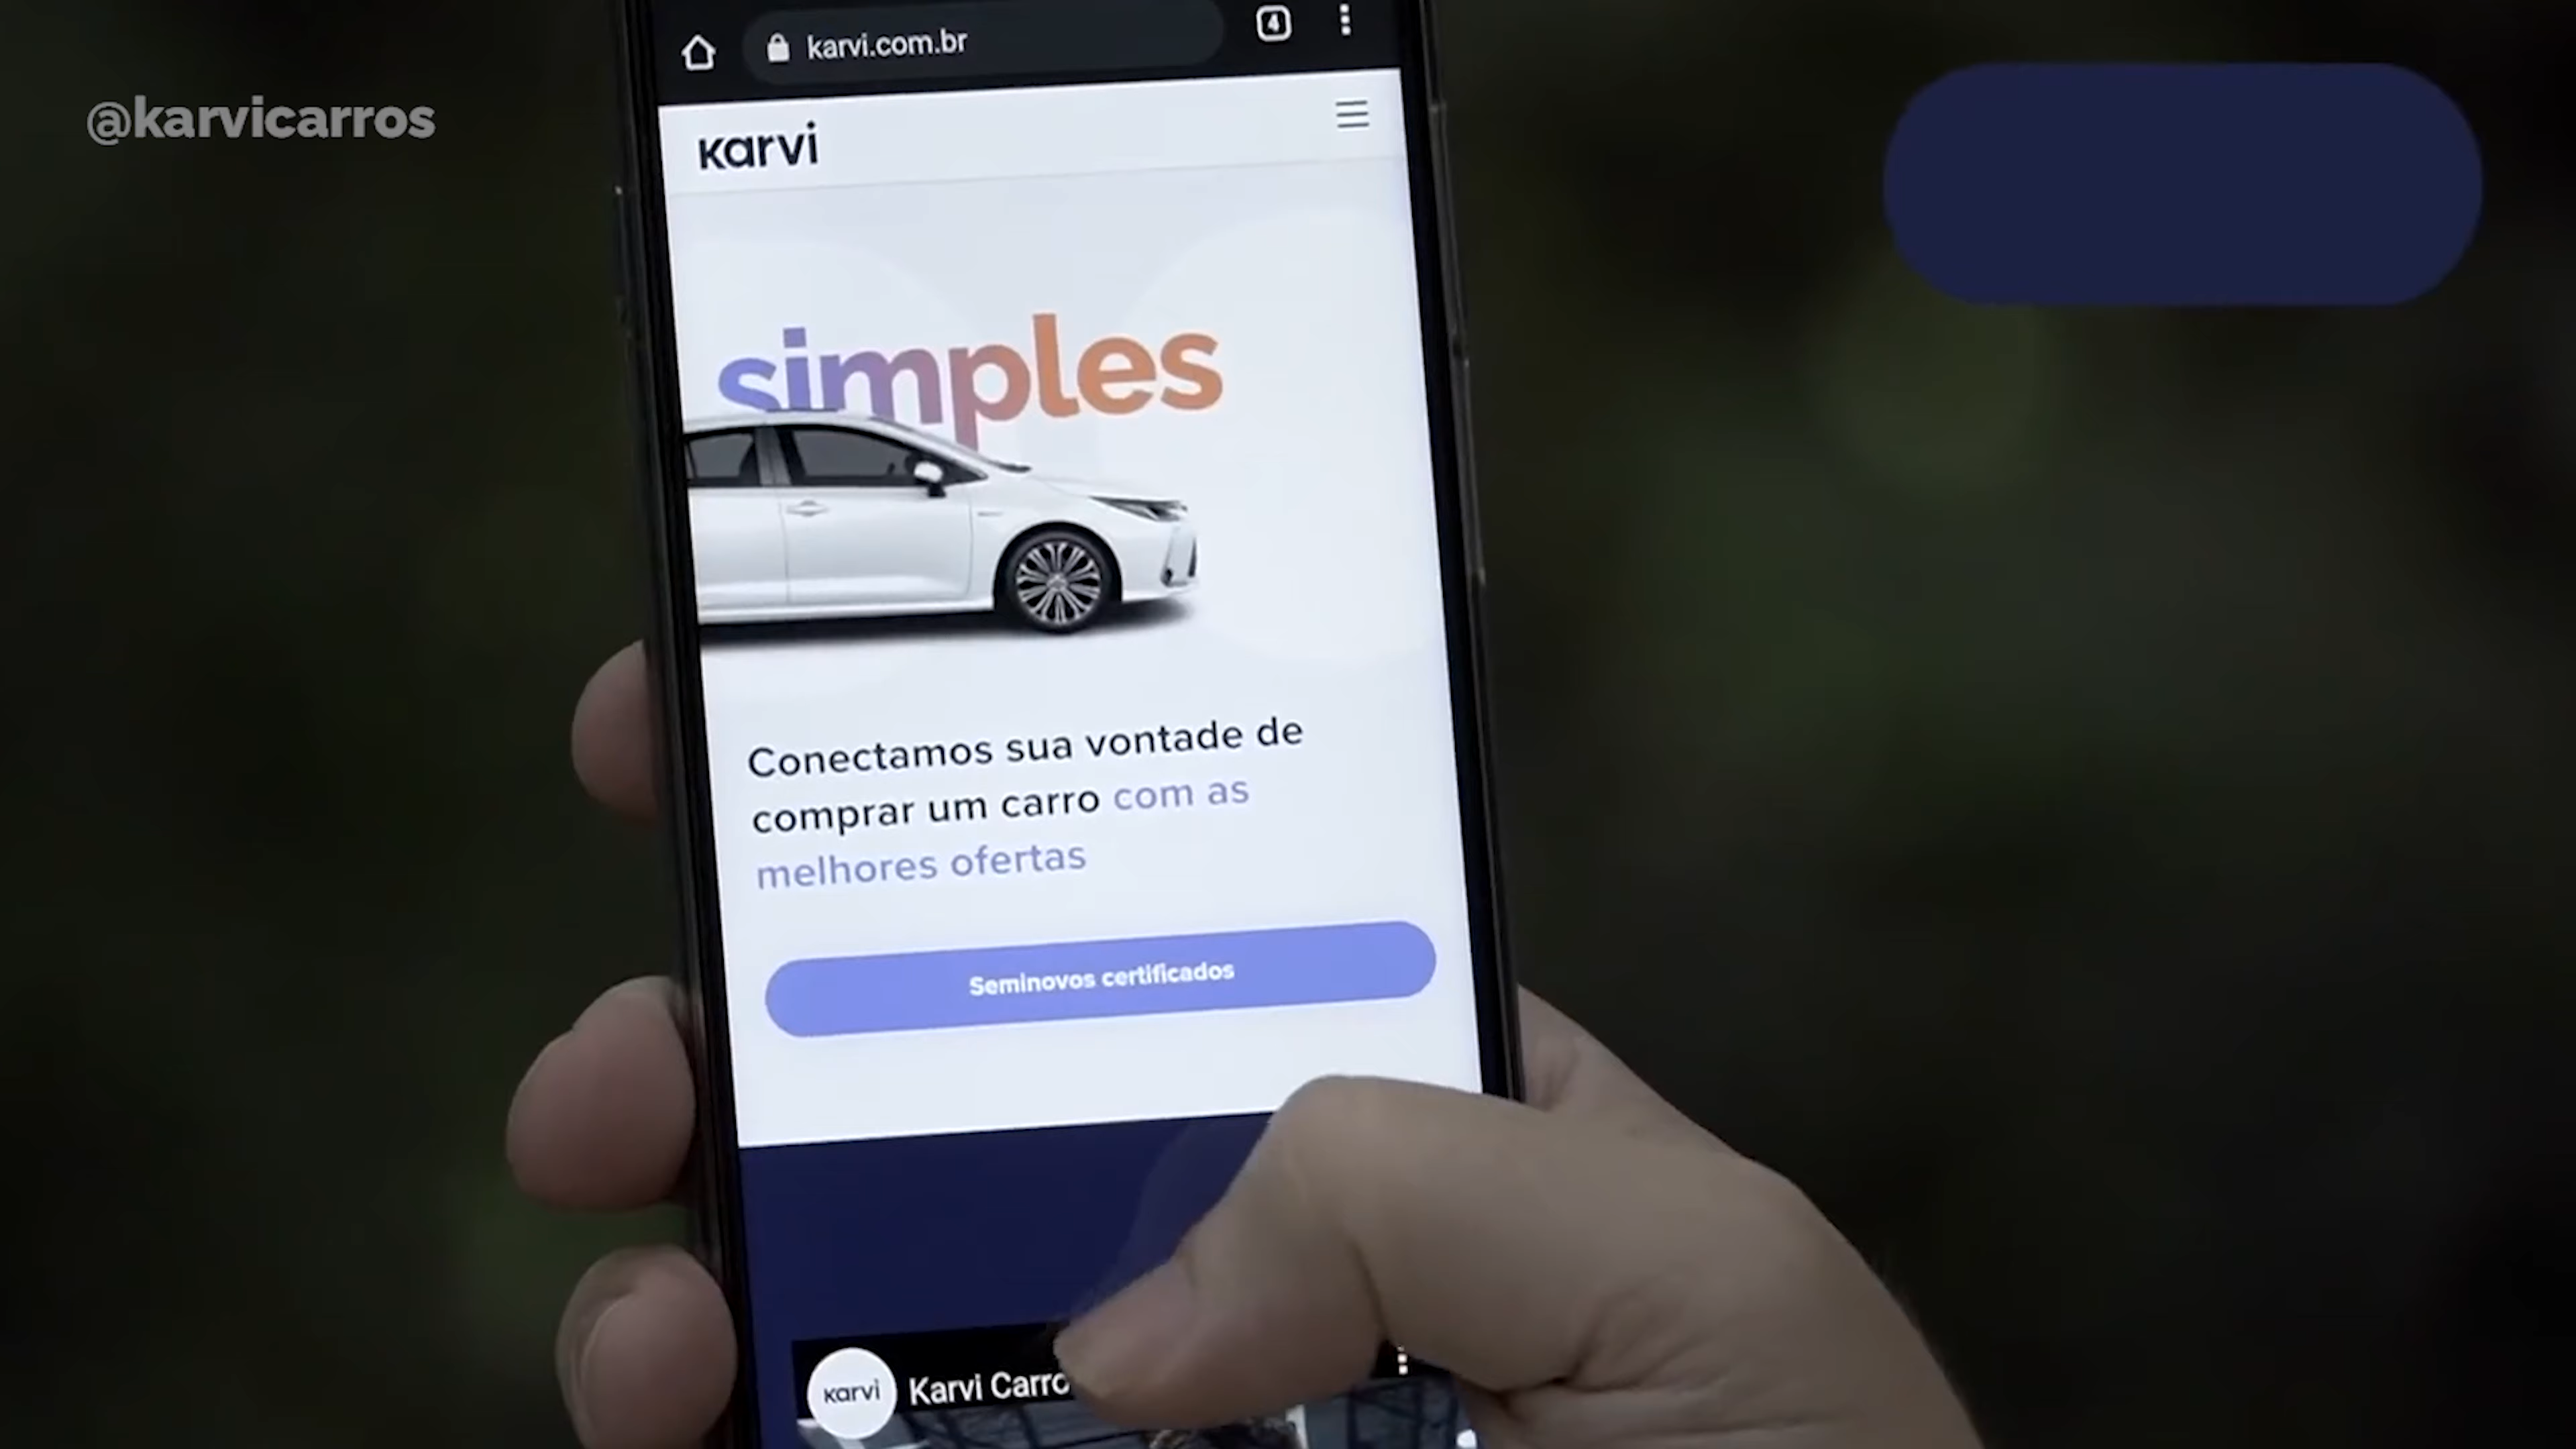 @karvicarros
karvi.com.br
4
karvi
simples
Conectamos sua vontade de
comprar um carro com as
melhores ofertas
Seminovos certificados
karvi
Karvi Carro